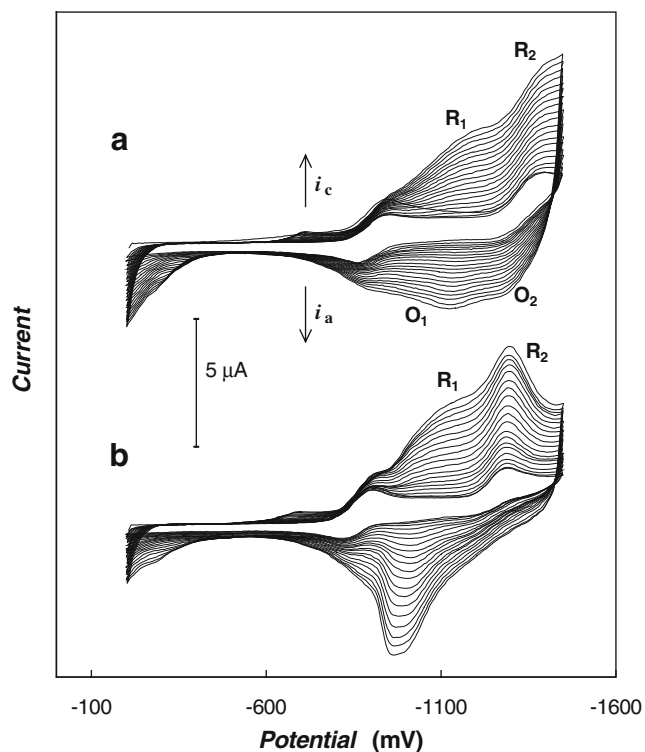 R2
R1
a
ic
O2
O1
ia
Current
5 μA
R2
R1
b
-100 -600 -1100 -1600
Potential (mV)